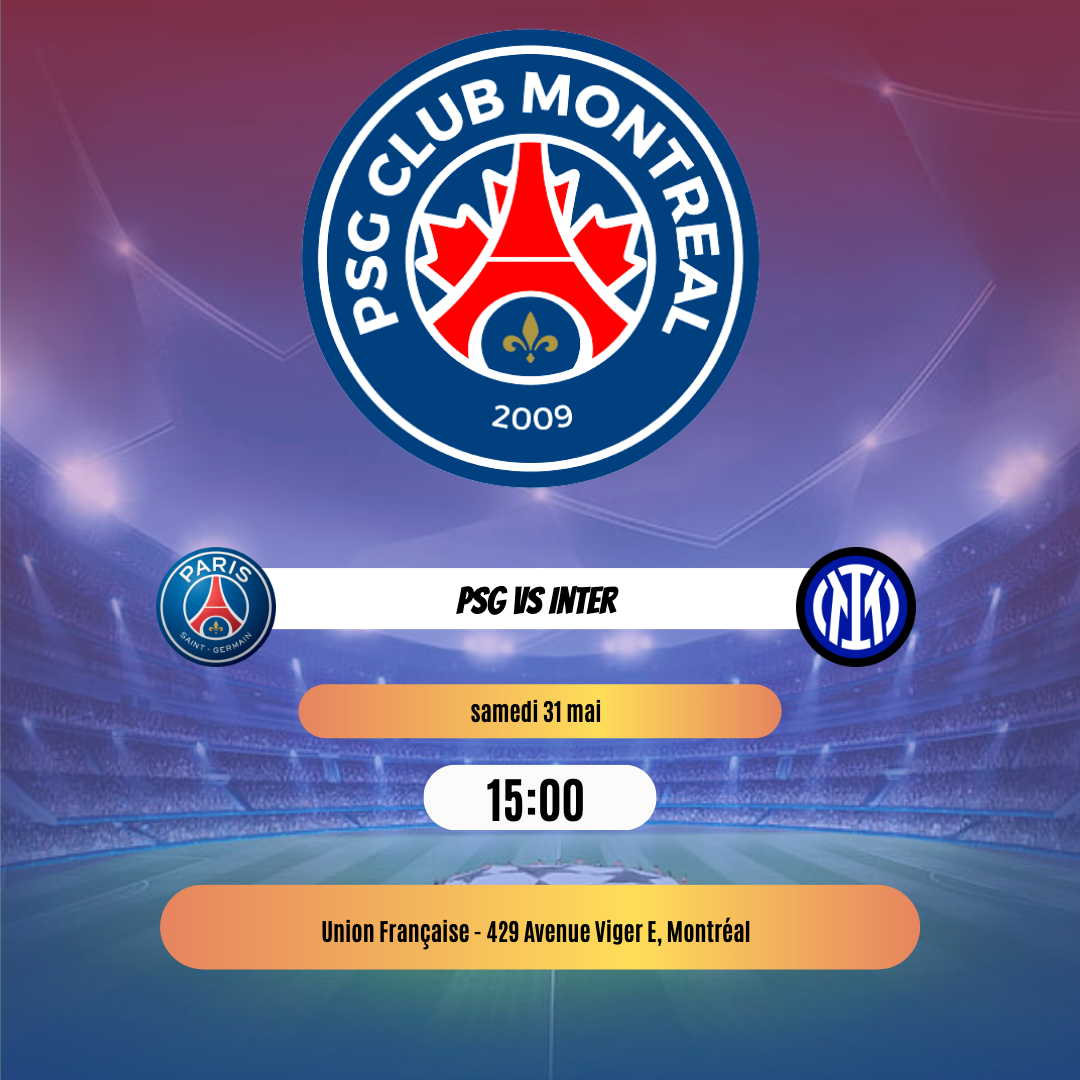 PSG CLUB MONTREAL
2009
PARIS
SAINT - GERMAIN
PSG VS INTER
samedi 31 mai
15:00
Union Française - 429 Avenue Viger E, Montréal